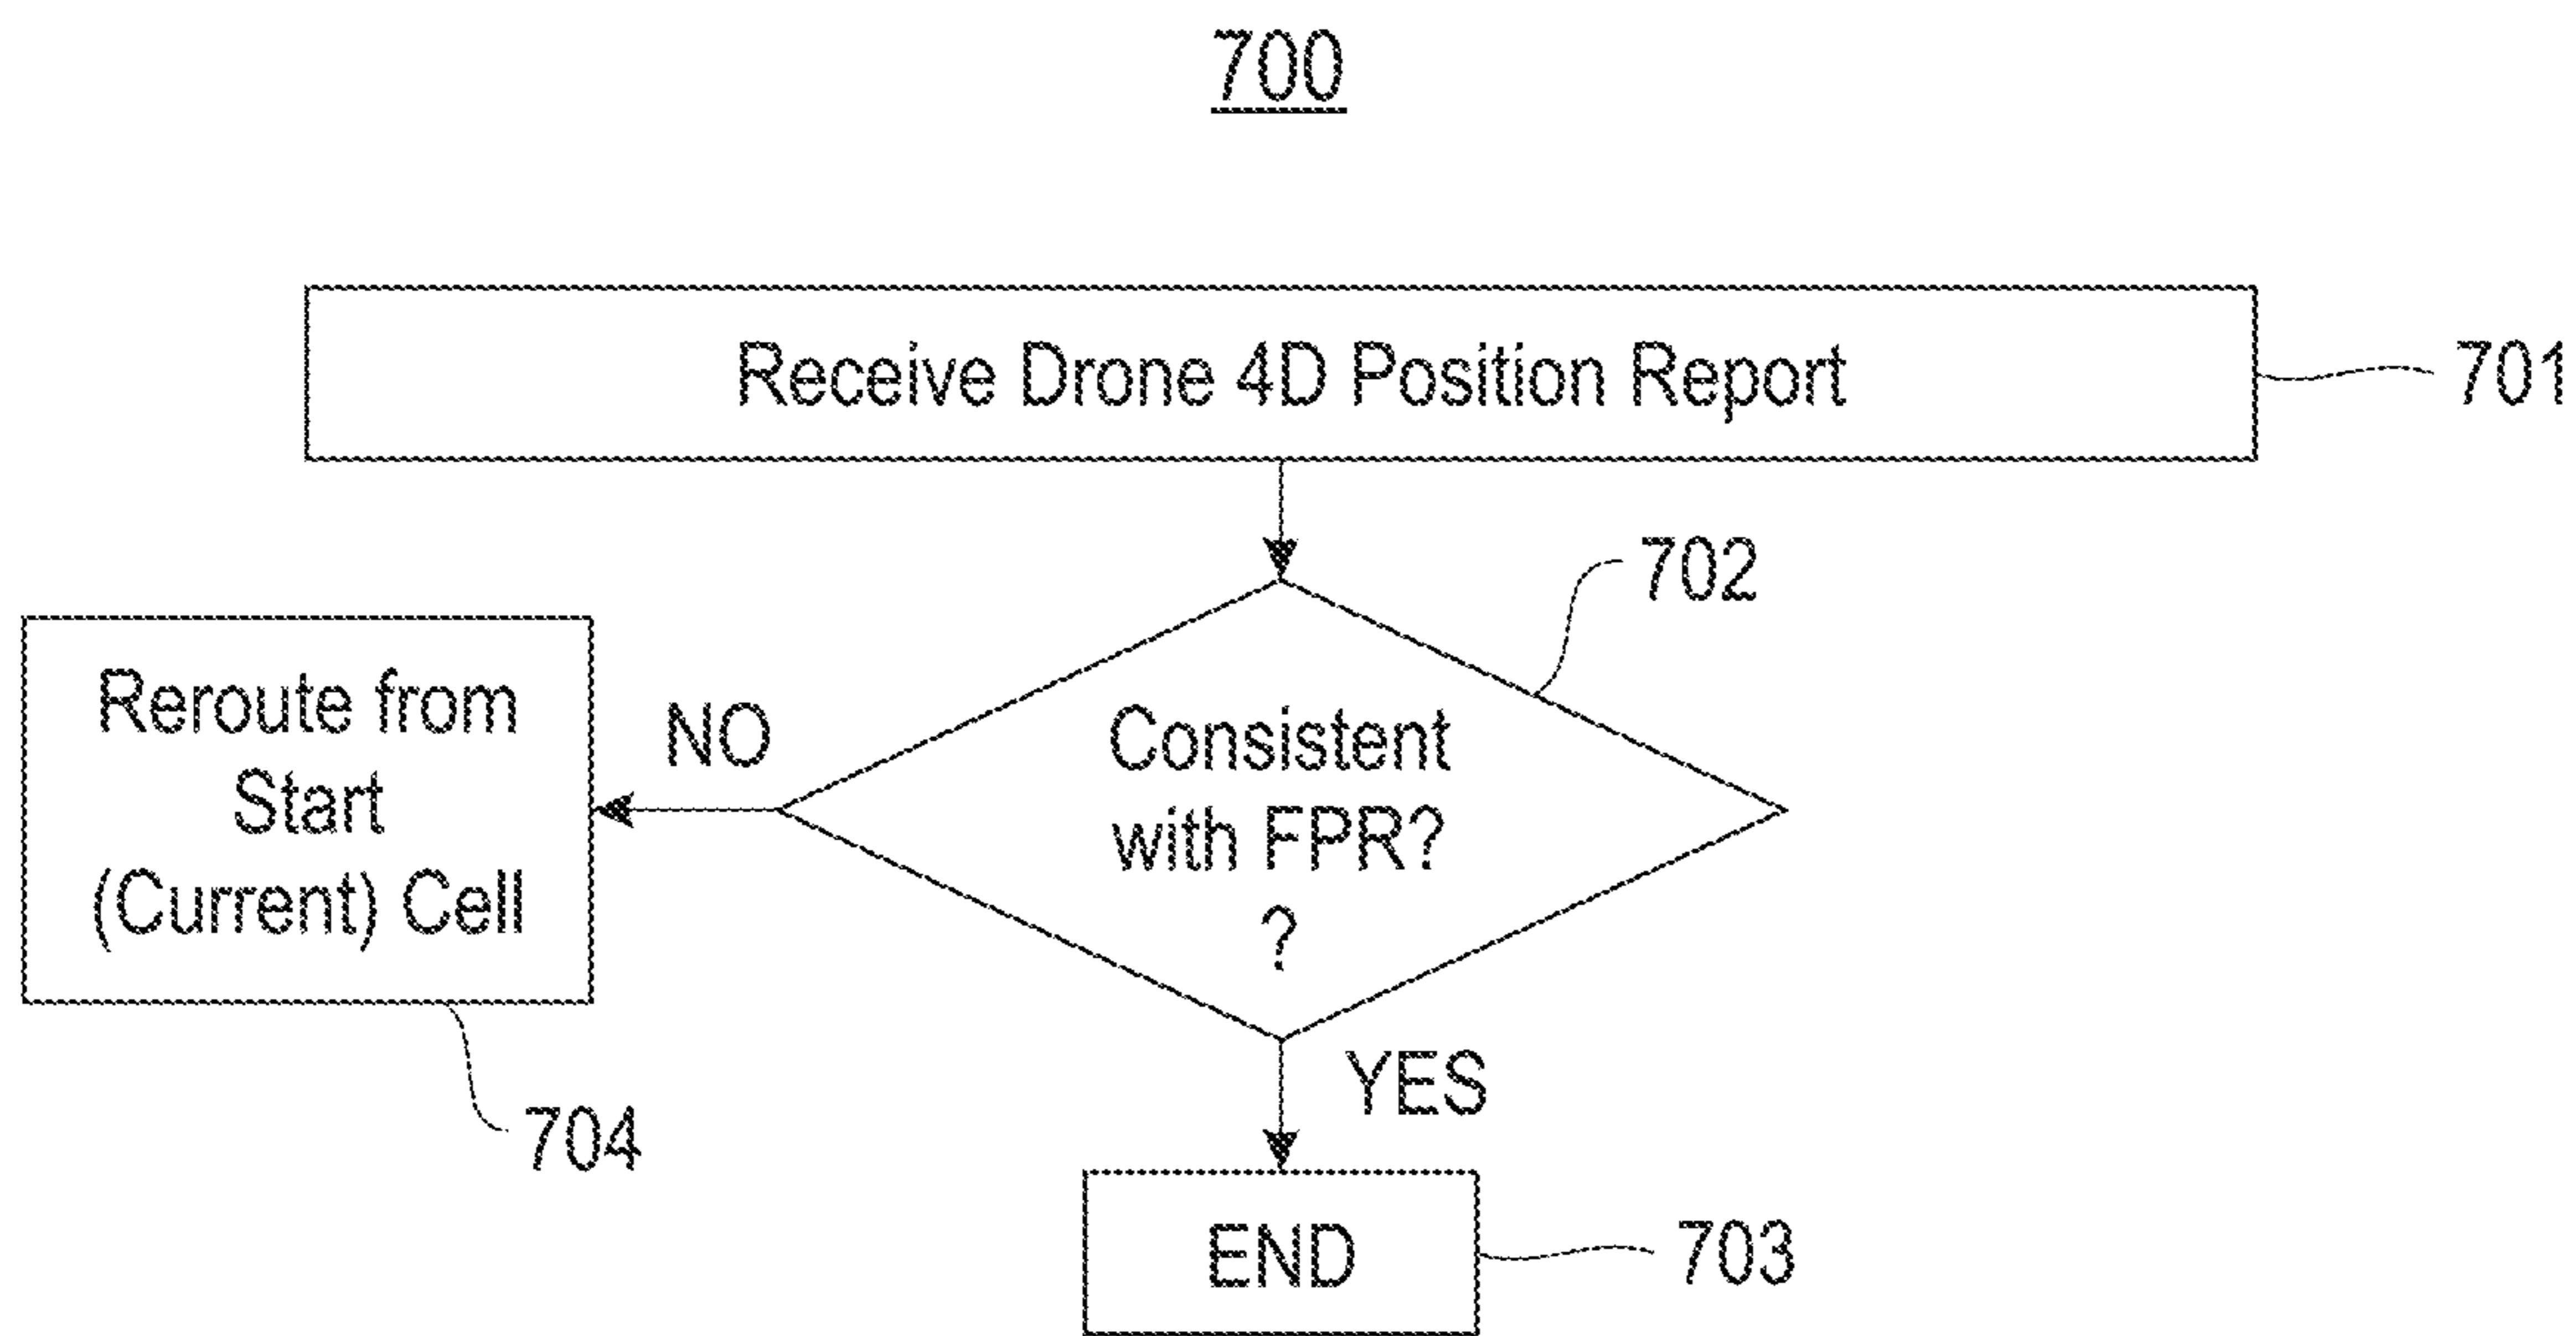 700
Receive Drone 4D Position Report
701
702
Reroute from
Start
(Current) Cell
NO
Consistent
with FPR?
?
YES
704
END
703